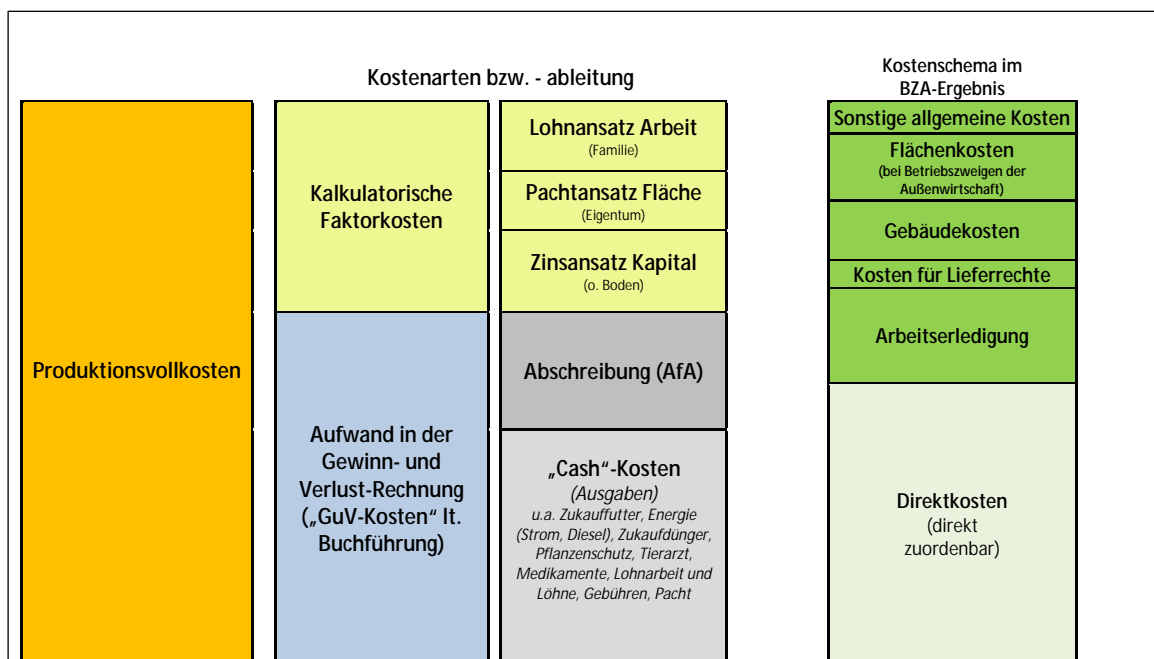 Kostenarten bzw. - ableitung
Kostenschema im
BZA-Ergebnis
Produktionsvollkosten
Kalkulatorische
Faktorkosten
Aufwand in der
Gewinn- und
Verlust-Rechnung
(„GuV-Kosten“ lt.
Buchführung)
Lohnansatz Arbeit
(Familie)
Pachtansatz Fläche
(Eigentum)
Zinsansatz Kapital
(o. Boden)
Abschreibung (AfA)
„Cash“-Kosten
(Ausgaben)
u.a. Zukauffutter, Energie
(Strom, Diesel), Zukaufdünger,
Pflanzenschutz, Tierarzt,
Medikamente, Lohnarbeit und
Löhne, Gebühren, Pacht
Sonstige allgemeine Kosten
Flächenkosten
(bei Betriebszweigen der
Außenwirtschaft)
Gebäudekosten
Kosten für Lieferrechte
Arbeitserledigung
Direktkosten
(direkt
zuordenbar)